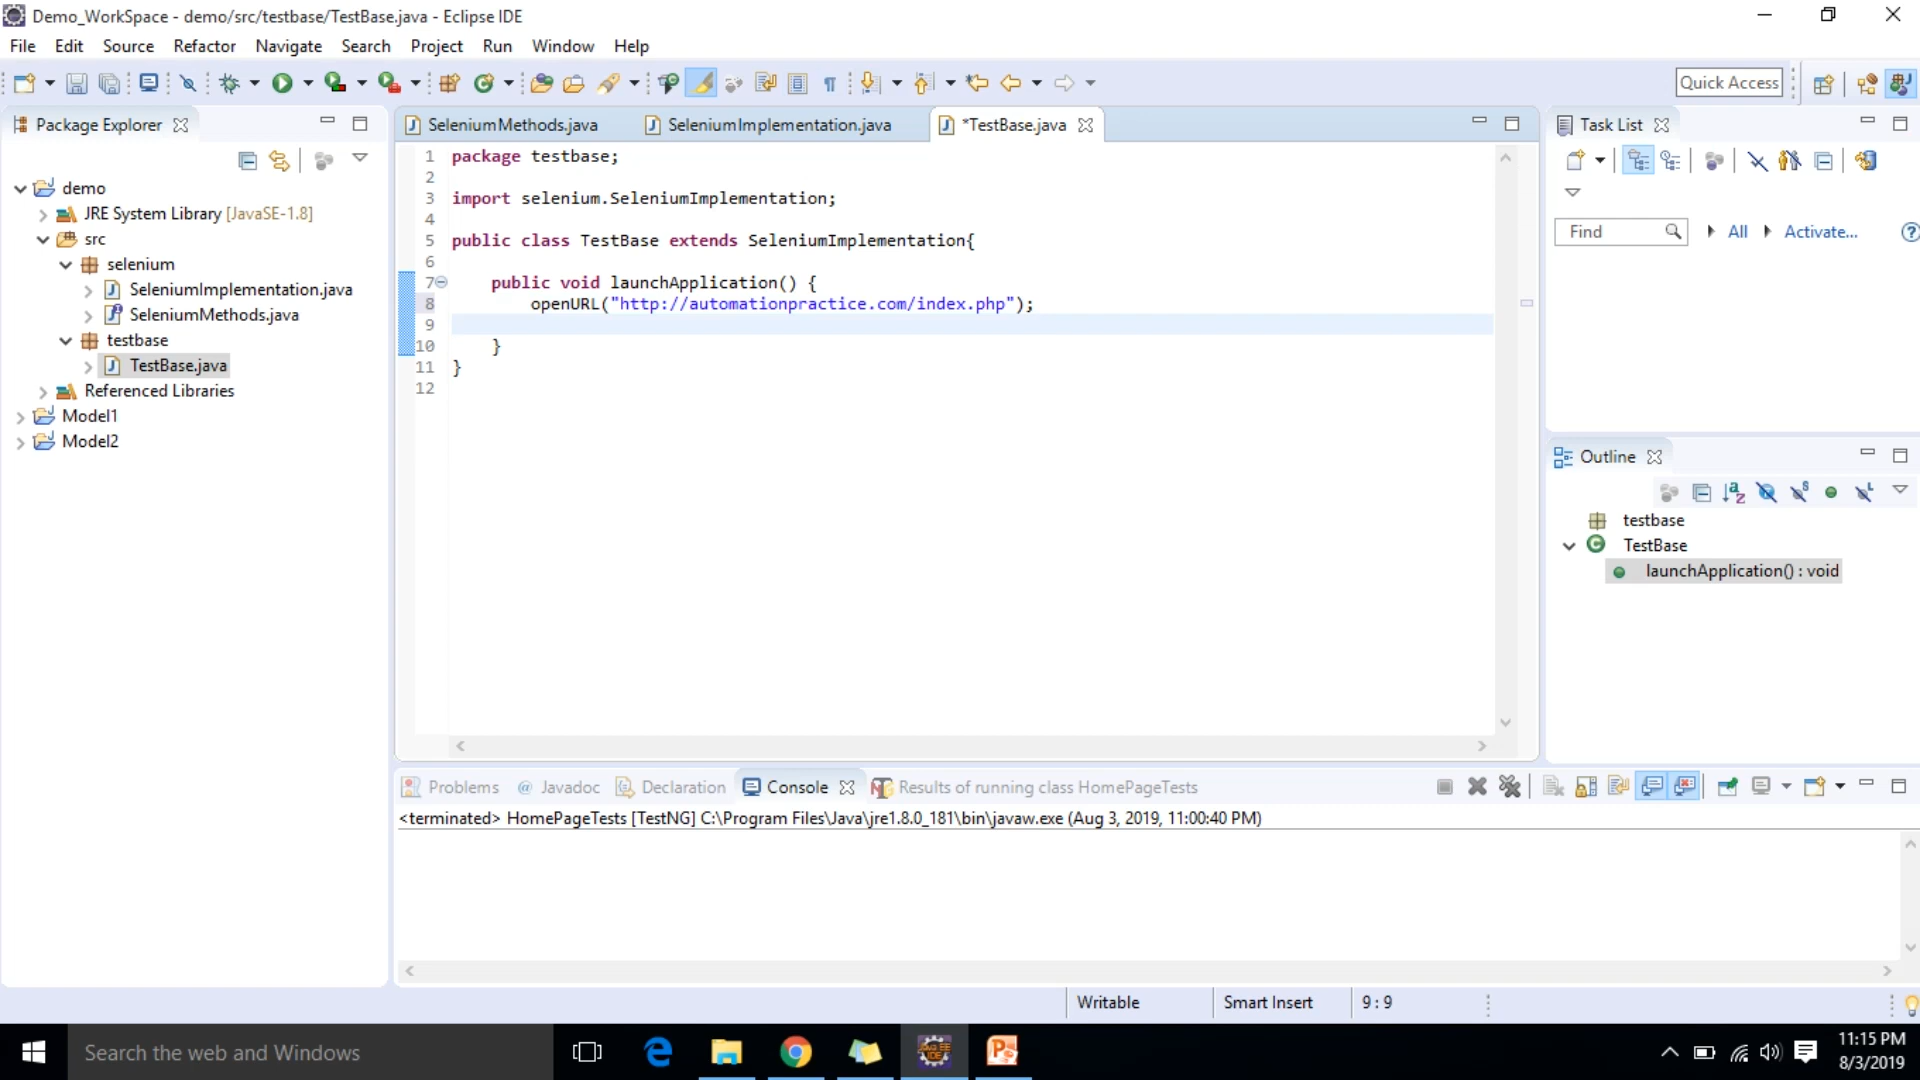 Demo_WorkSpace - demo/src/testbase/TestBase.java - Eclipse IDE
File Edit Source Refactor Navigate Search Project Run Window Help
Quick Access
Package Explorer
demo
JRE System Library [JavaSE-1.8]
src
selenium
SeleniumImplementation.java
SeleniumMethods.java
testbase
TestBase.java
Referenced Libraries
Model1
Model2
SeleniumMethods.java SeleniumImplementation.java *TestBase.java
1 package testbase;
2
3 import selenium.SeleniumImplementation;
4
5 public class TestBase extends SeleniumImplementation{
6
7 public void launchApplication() {
8 openURL("http://automationpractice.com/index.php");
9
10 }
11 }
12
Task List
Find All Activate...
Outline
testbase
TestBase
launchApplication() : void
Problems @ Javadoc Declaration Console Results of running class HomePageTests
<terminated> HomePageTests [TestNG] C:\Program Files\Java\jre1.8.0_181\bin\javaw.exe (Aug 3, 2019, 11:00:40 PM)
Writable Smart Insert 9 : 9
Search the web and Windows
11:15 PM
8/3/2019